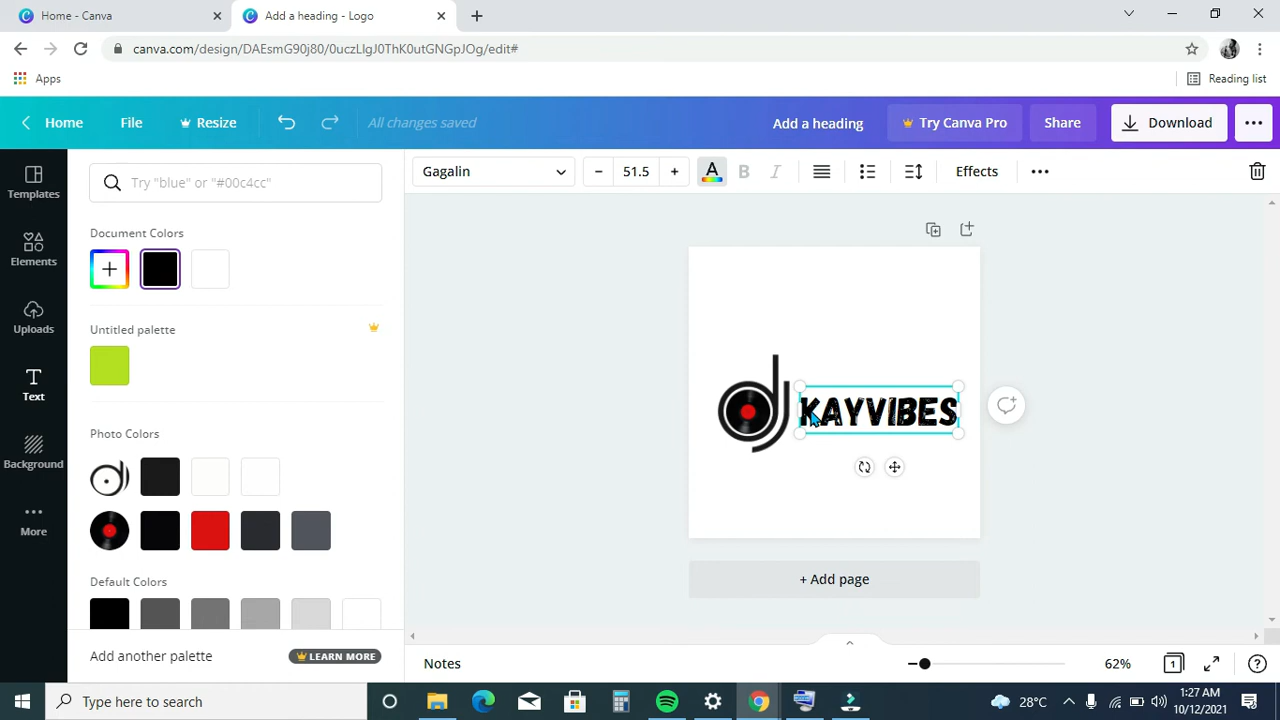 Home - Canva
Add a heading - Logo
canva.com/design/DAEsmG90j80/0uczLIgJ0ThK0utGNGpJOg/edit#
Apps
Reading list
Home
File
Resize
All changes saved
Add a heading
Try Canva Pro
Share
Download
Templates
Elements
Uploads
Text
Background
More
Try "blue" or "#00c4cc"
Document Colors
Untitled palette
Photo Colors
Default Colors
Add another palette
LEARN MORE
Gagalin
51.5
A
B
I
Effects
dj
KAYVIBES
+ Add page
Notes
62%
1
Type here to search
28°C
1:27 AM
10/12/2021